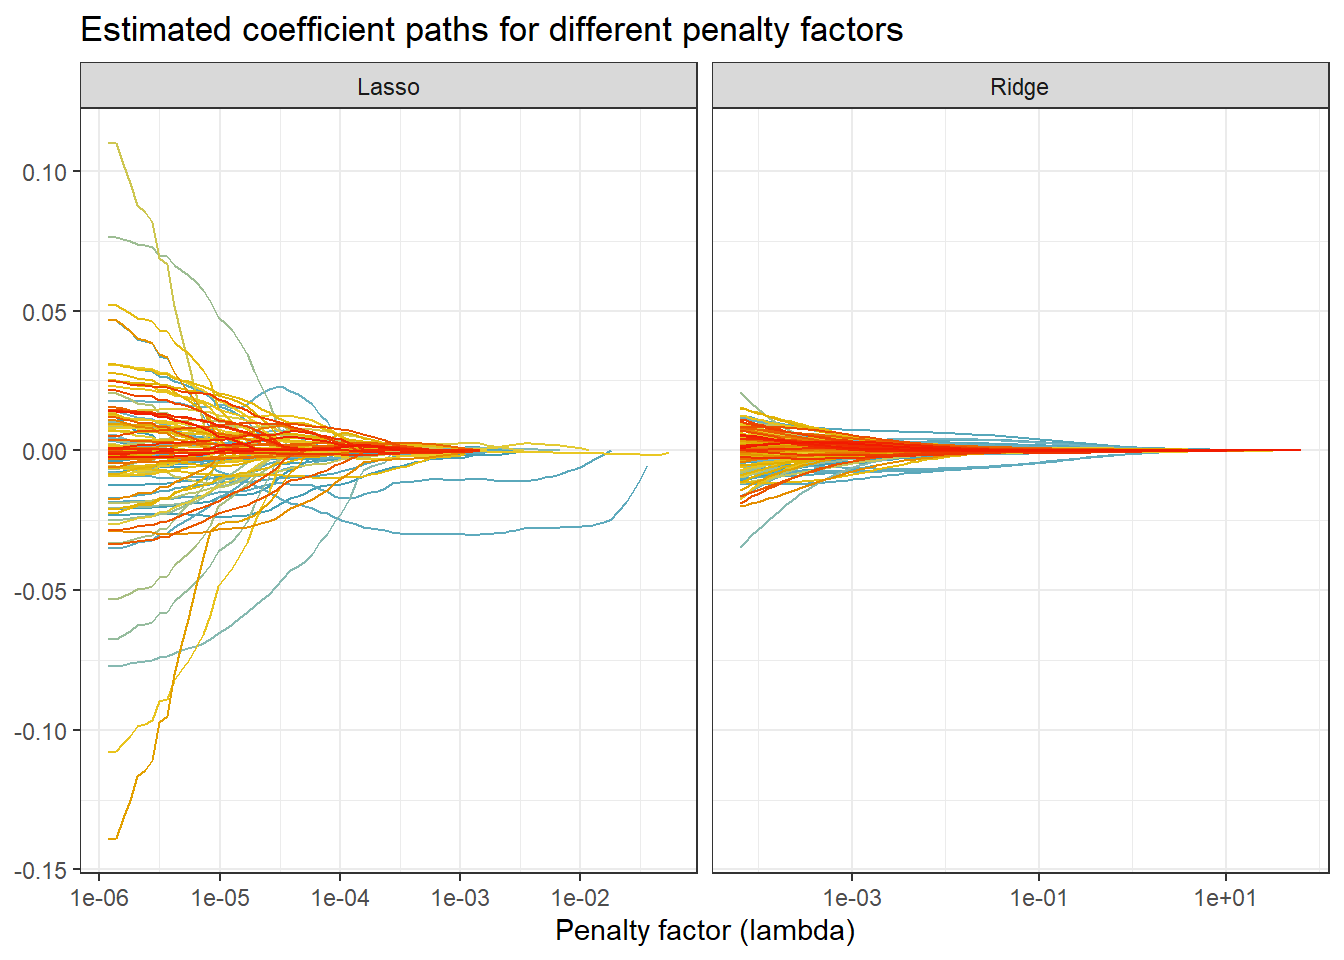 Estimated coefficient paths for different penalty factors
Lasso
Ridge
0.10
0.05
0.00
-0.05
-0.10
-0.15
1e-06
1e-05
1e-04
1e-03
1e-02
1e-03
1e-01
1e+01
Penalty factor (lambda)